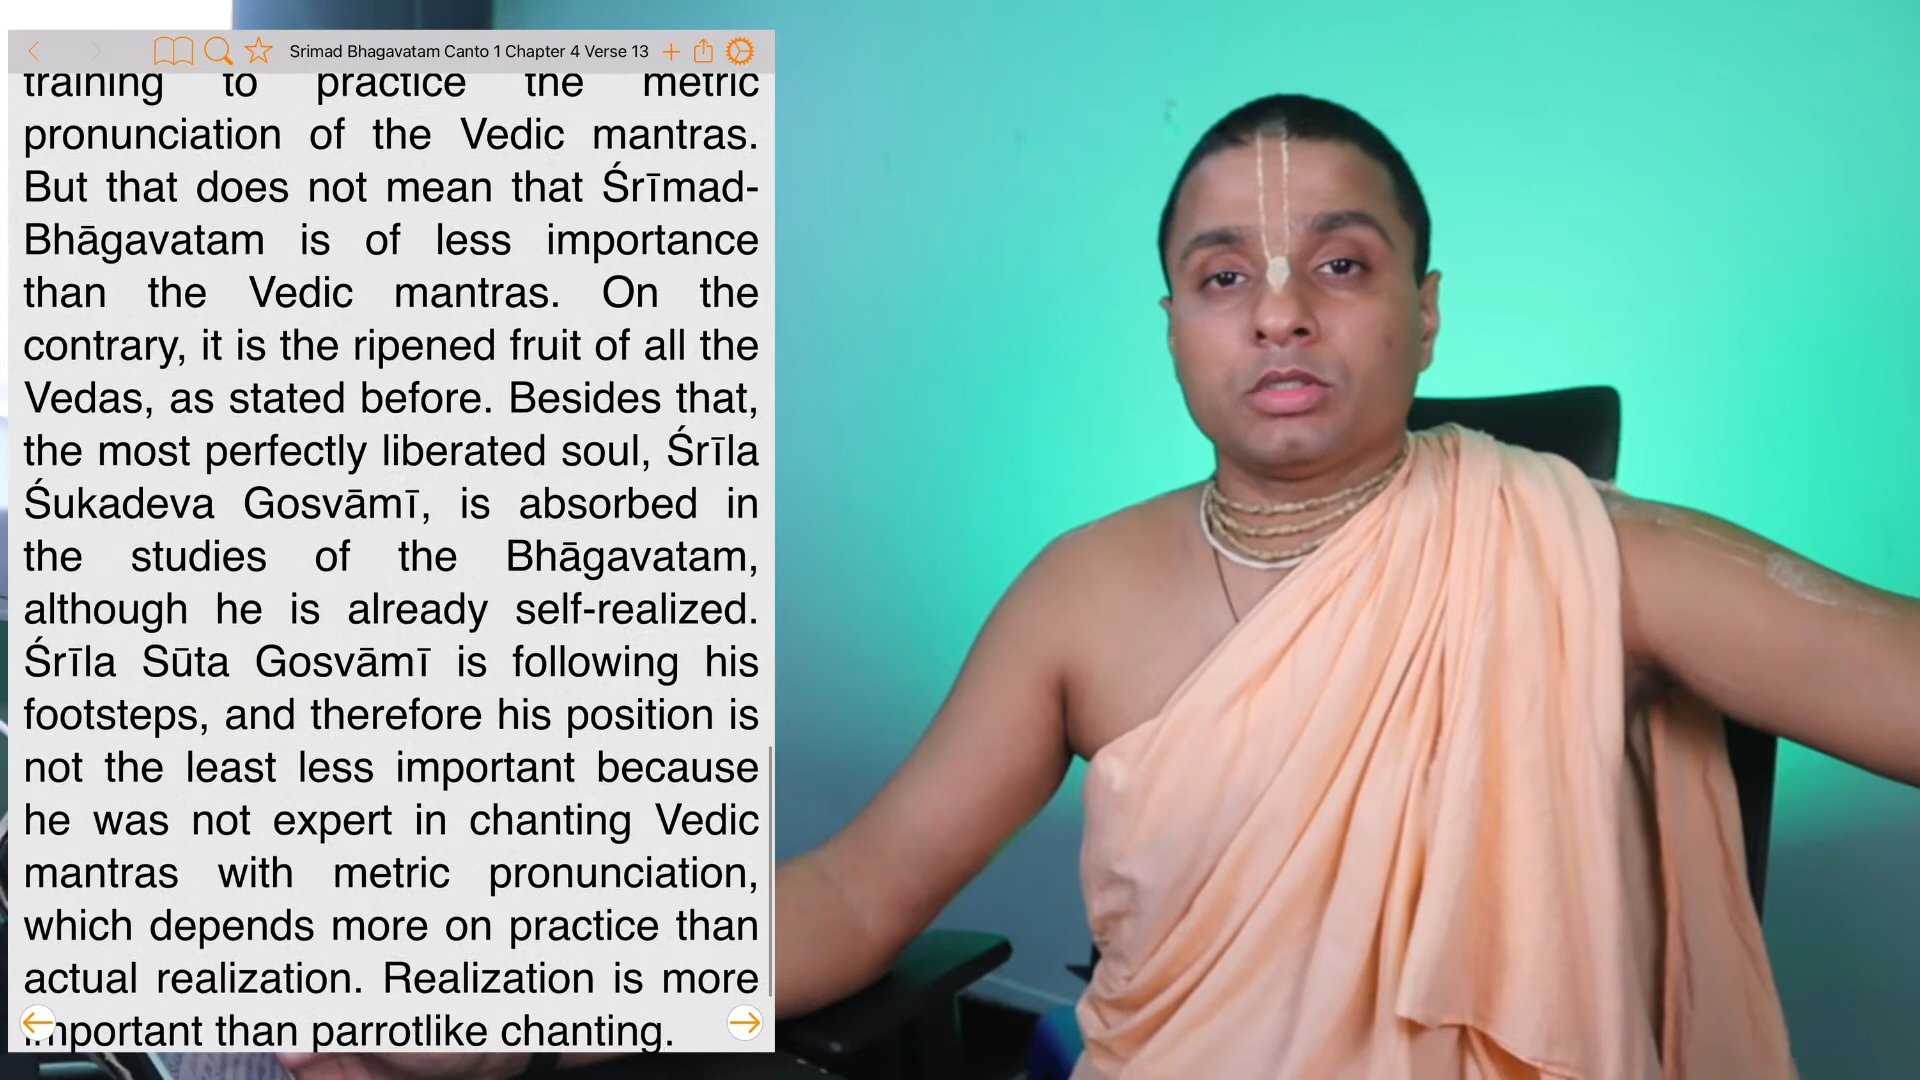 Srimad Bhagavatam Canto 1 Chapter 4 Verse 13
training to practice the metric
pronunciation of the Vedic mantras.
But that does not mean that Śrīmad-
Bhāgavatam is of less importance
than the Vedic mantras. On the
contrary, it is the ripened fruit of all the
Vedas, as stated before. Besides that,
the most perfectly liberated soul, Śrīla
Śukadeva Gosvāmī, is absorbed in
the studies of the Bhāgavatam,
although he is already self-realized.
Śrīla Sūta Gosvāmī is following his
footsteps, and therefore his position is
not the least less important because
he was not expert in chanting Vedic
mantras with metric pronunciation,
which depends more on practice than
actual realization. Realization is more
important than parrotlike chanting.